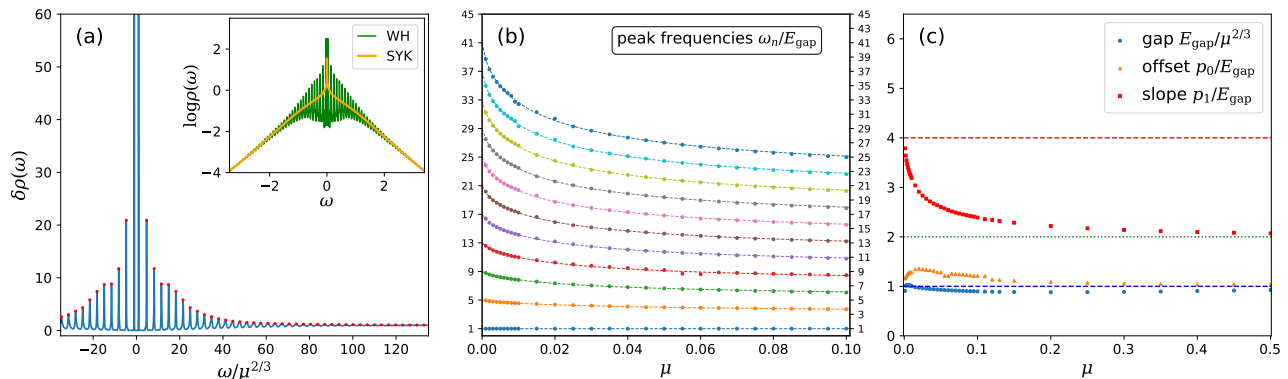 (a)
60
50
40
30
20
10
0
δρ(ω)
−20 0 20 40 60 80 100 120
ω/μ^{2/3}
WH
SYK
2
0
−2
−4
logρ(ω)
−2 0 2
ω
(b)
peak frequencies ω_n/E_gap
45
41
37
33
29
25
21
17
13
9
5
1
45
43
41
39
37
35
33
31
29
27
25
23
21
19
17
15
13
11
9
7
5
3
1
0.00 0.02 0.04 0.06 0.08 0.10
μ
(c)
gap E_gap/μ^{2/3}
offset p_0/E_gap
slope p_1/E_gap
6
5
4
3
2
1
0
0.0 0.1 0.2 0.3 0.4 0.5
μ